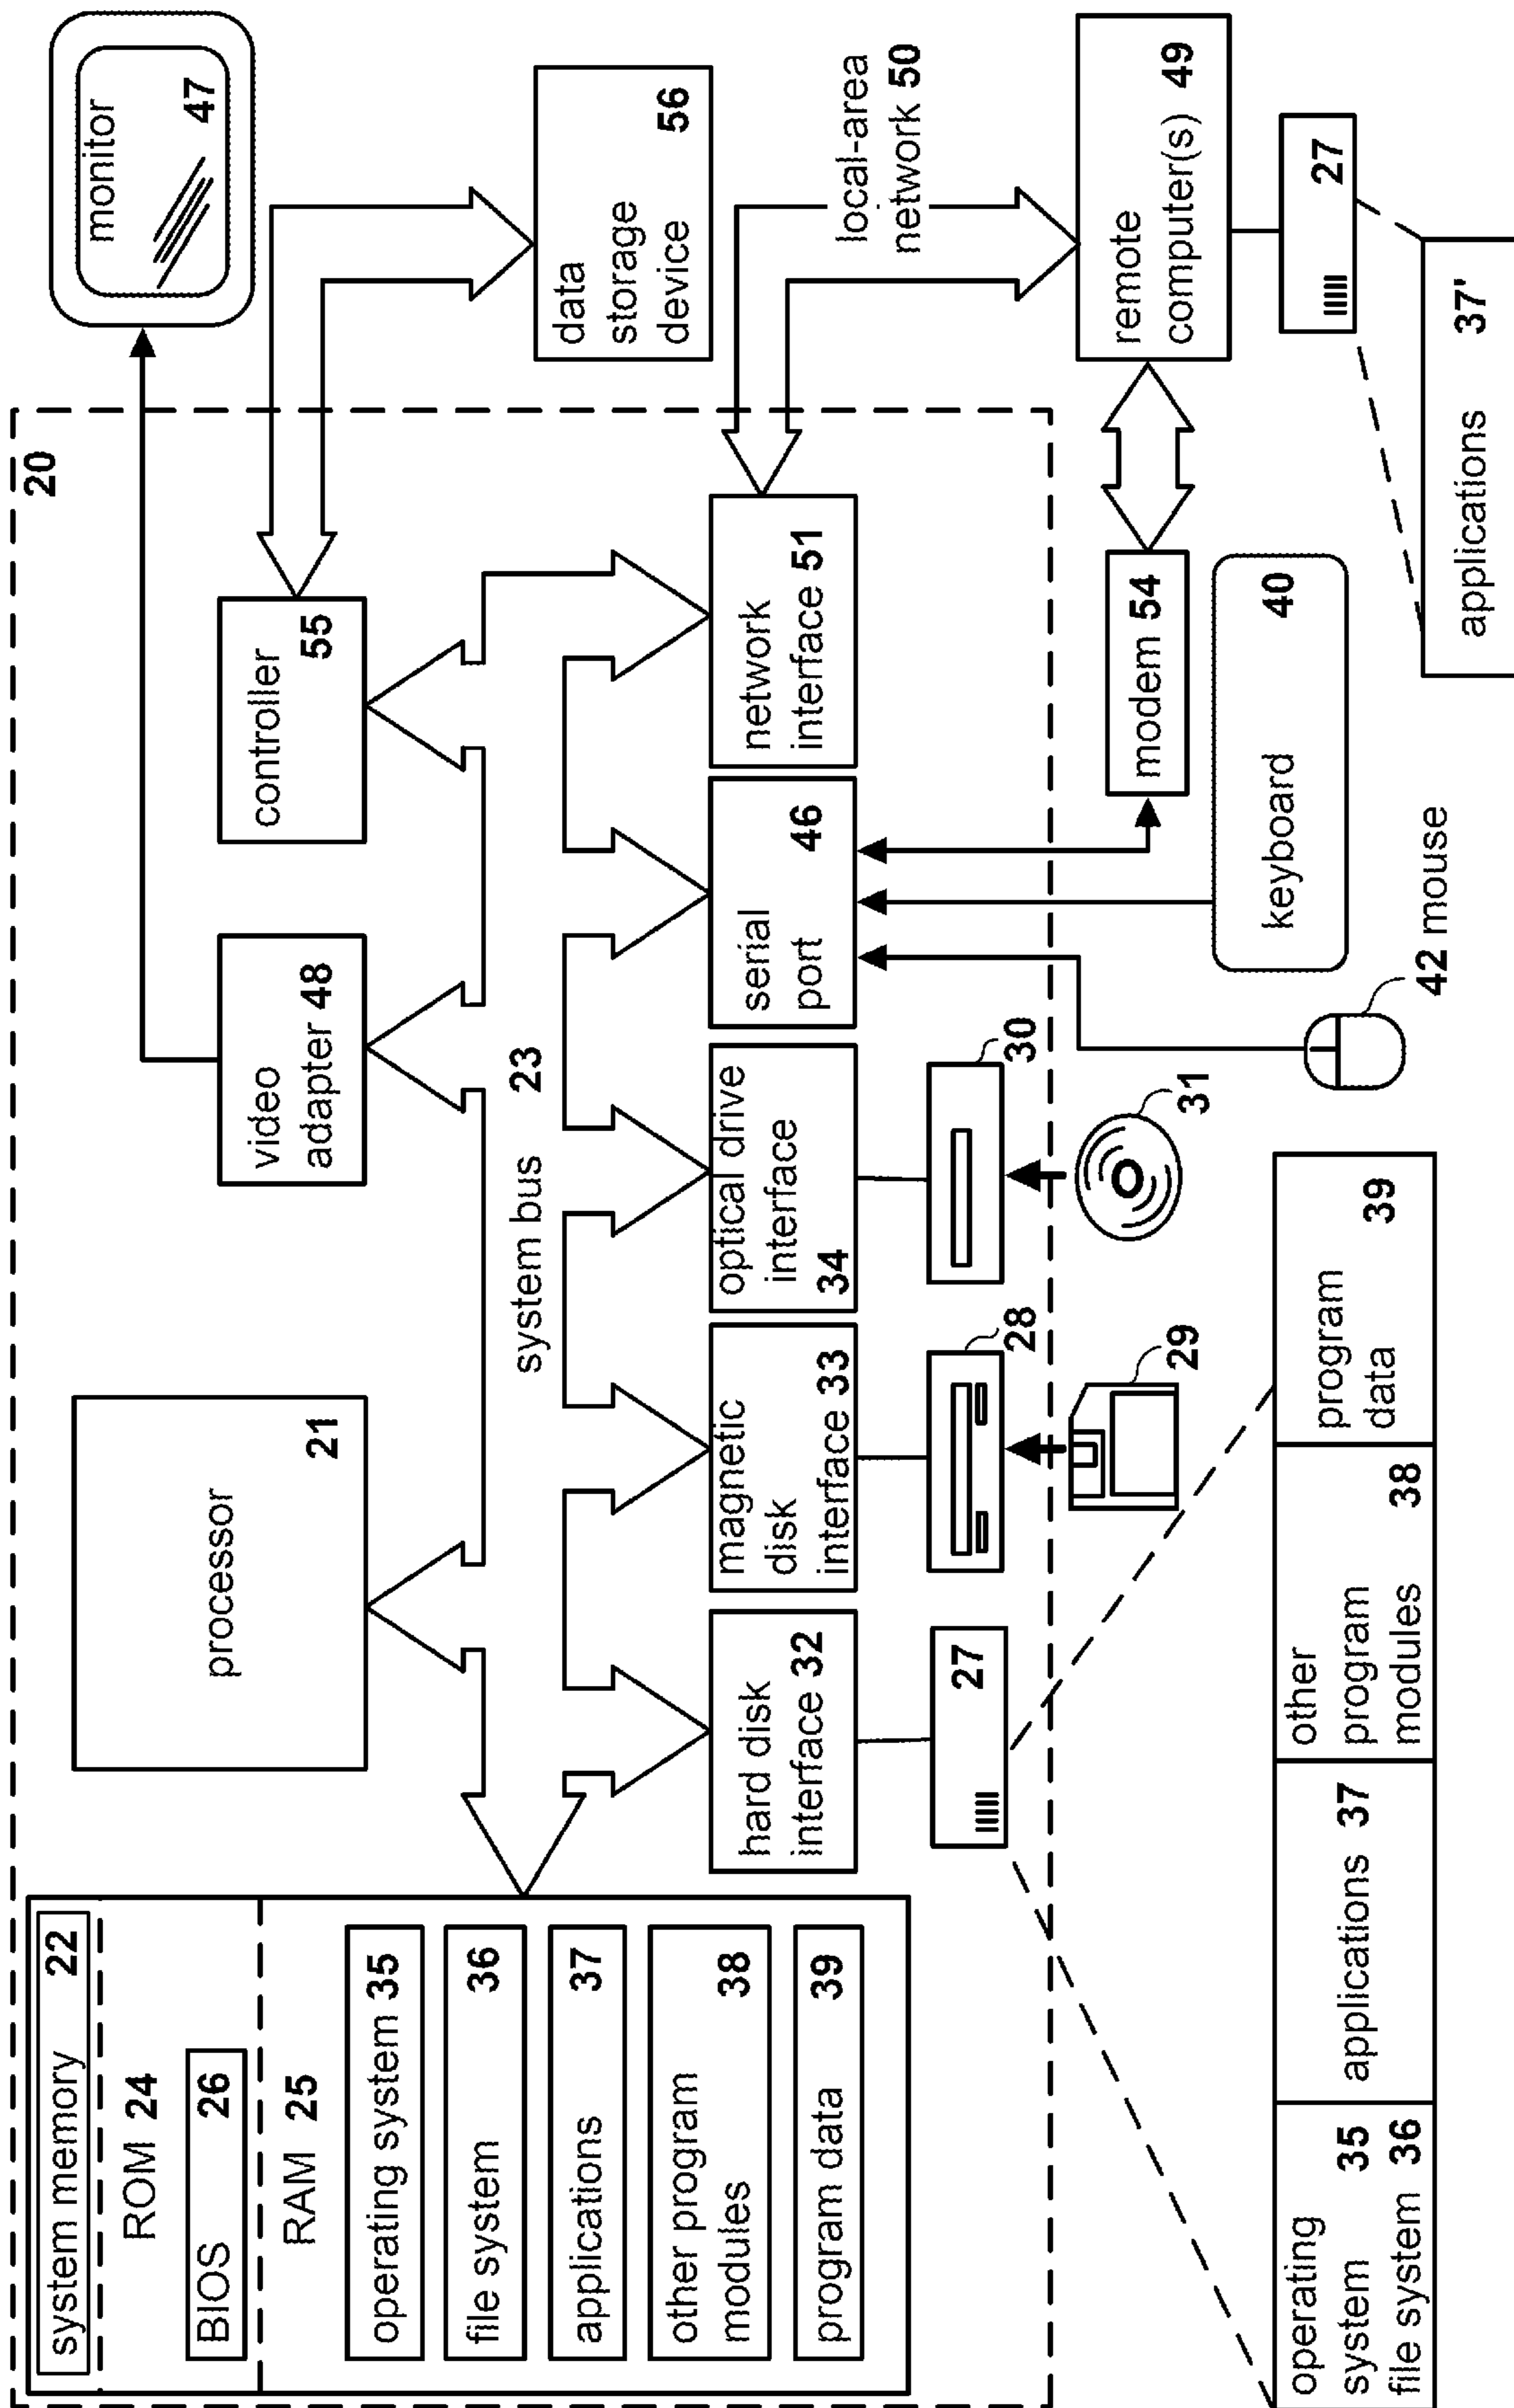 system memory 22
ROM 24
BIOS 26
RAM 25
operating system 35
file system 36
applications 37
other program
modules 38
program data 39
processor
21
video
adapter 48
controller
55
20
monitor
47
data
storage
device
56
system bus 23
hard disk
interface 32
magnetic
disk
interface 33
optical drive
interface
34
serial
port 46
network
interface 51
local-area
network 50
27
28
30
29
31
modem 54
remote
computer(s) 49
27
keyboard 40
42 mouse
operating
system 35
file system 36
applications 37
other
program
modules 38
program
data 39
applications 37'